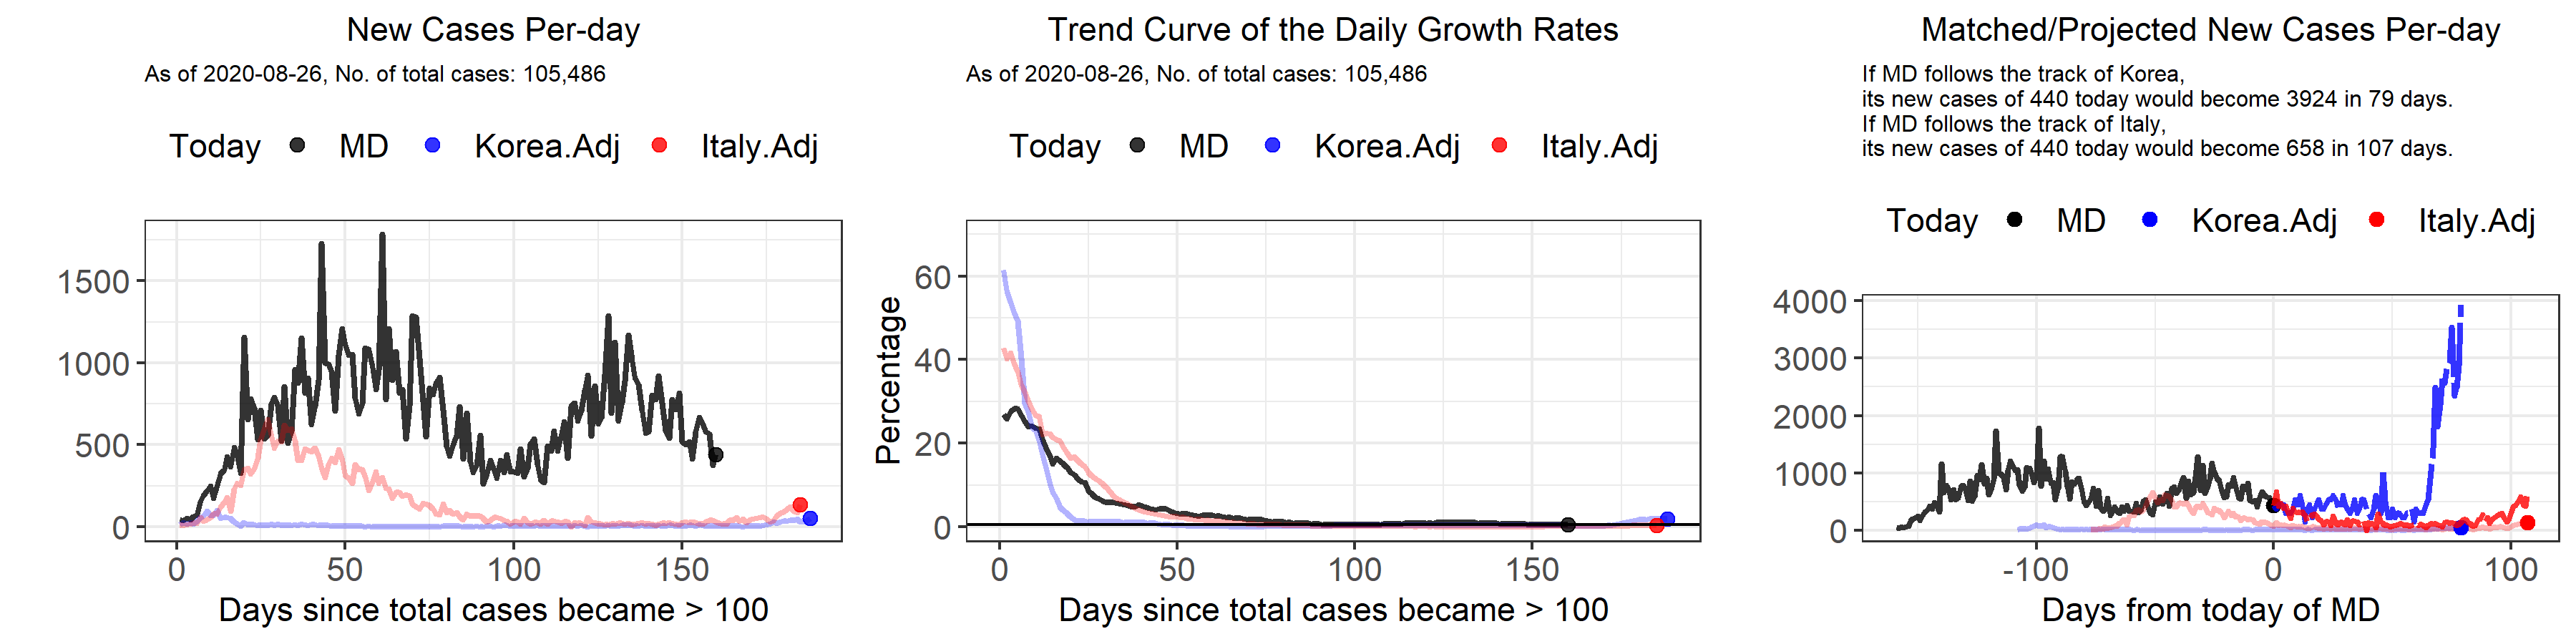 New Cases Per-day
As of 2020-08-26, No. of total cases: 105,486
Today MD Korea.Adj Italy.Adj
1500
1000
500
0
0 50 100 150
Days since total cases became > 100
Trend Curve of the Daily Growth Rates
As of 2020-08-26, No. of total cases: 105,486
Today MD Korea.Adj Italy.Adj
Percentage
60
40
20
0
0 50 100 150
Days since total cases became > 100
Matched/Projected New Cases Per-day
If MD follows the track of Korea,
its new cases of 440 today would become 3924 in 79 days.
If MD follows the track of Italy,
its new cases of 440 today would become 658 in 107 days.
Today MD Korea.Adj Italy.Adj
4000
3000
2000
1000
0
-100 0 100
Days from today of MD